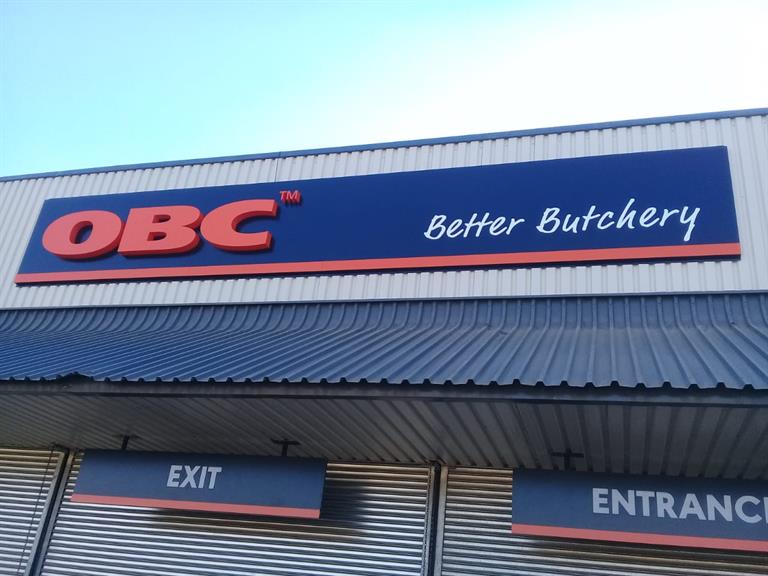 OBC™
Better Butchery
EXIT
ENTRANC